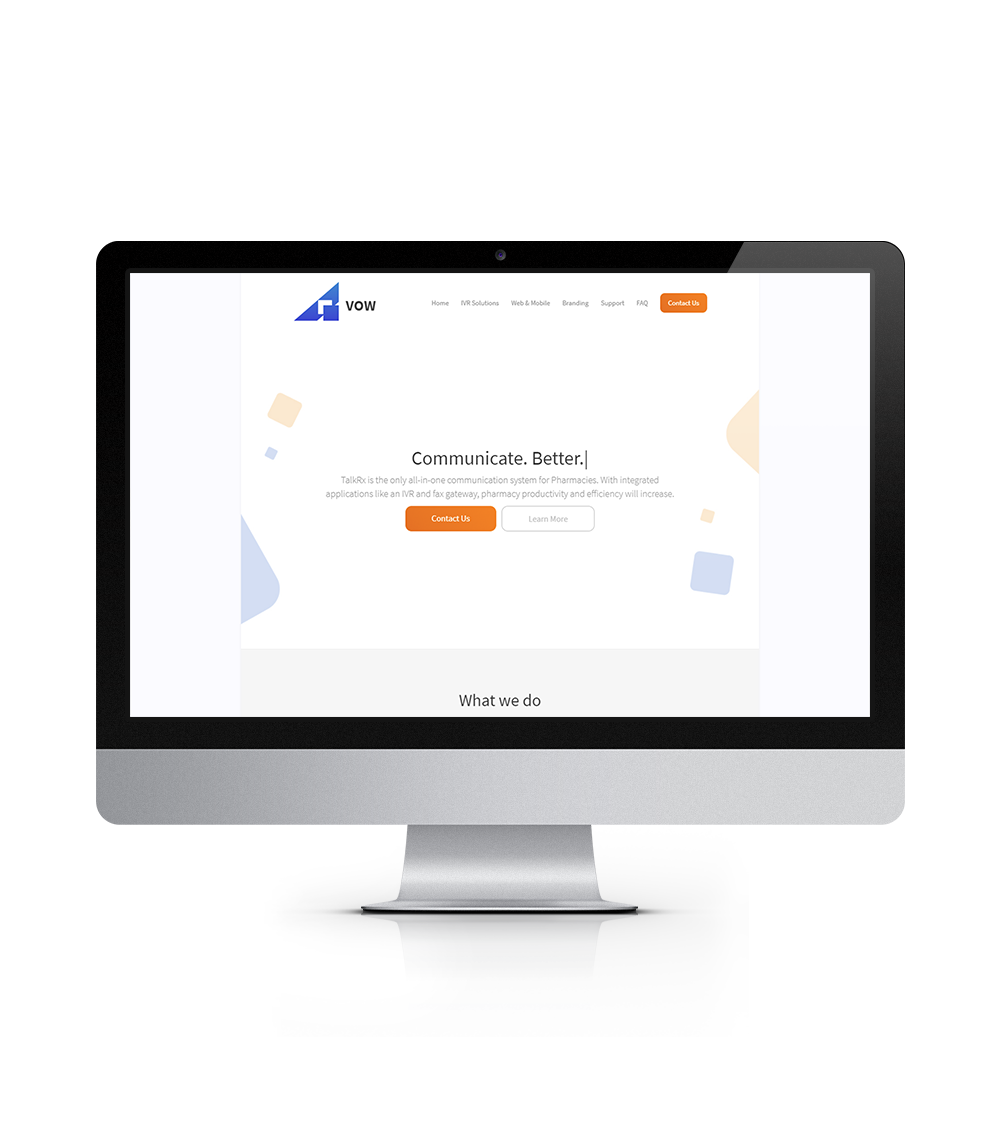 VOW
Home IVR Solutions Web & Mobile Branding Support FAQ Contact Us
Communicate. Better.|
TalkRx is the only all-in-one communication system for Pharmacies. With integrated
applications like an IVR and fax gateway, pharmacy productivity and efficiency will increase.
Contact Us Learn More
What we do